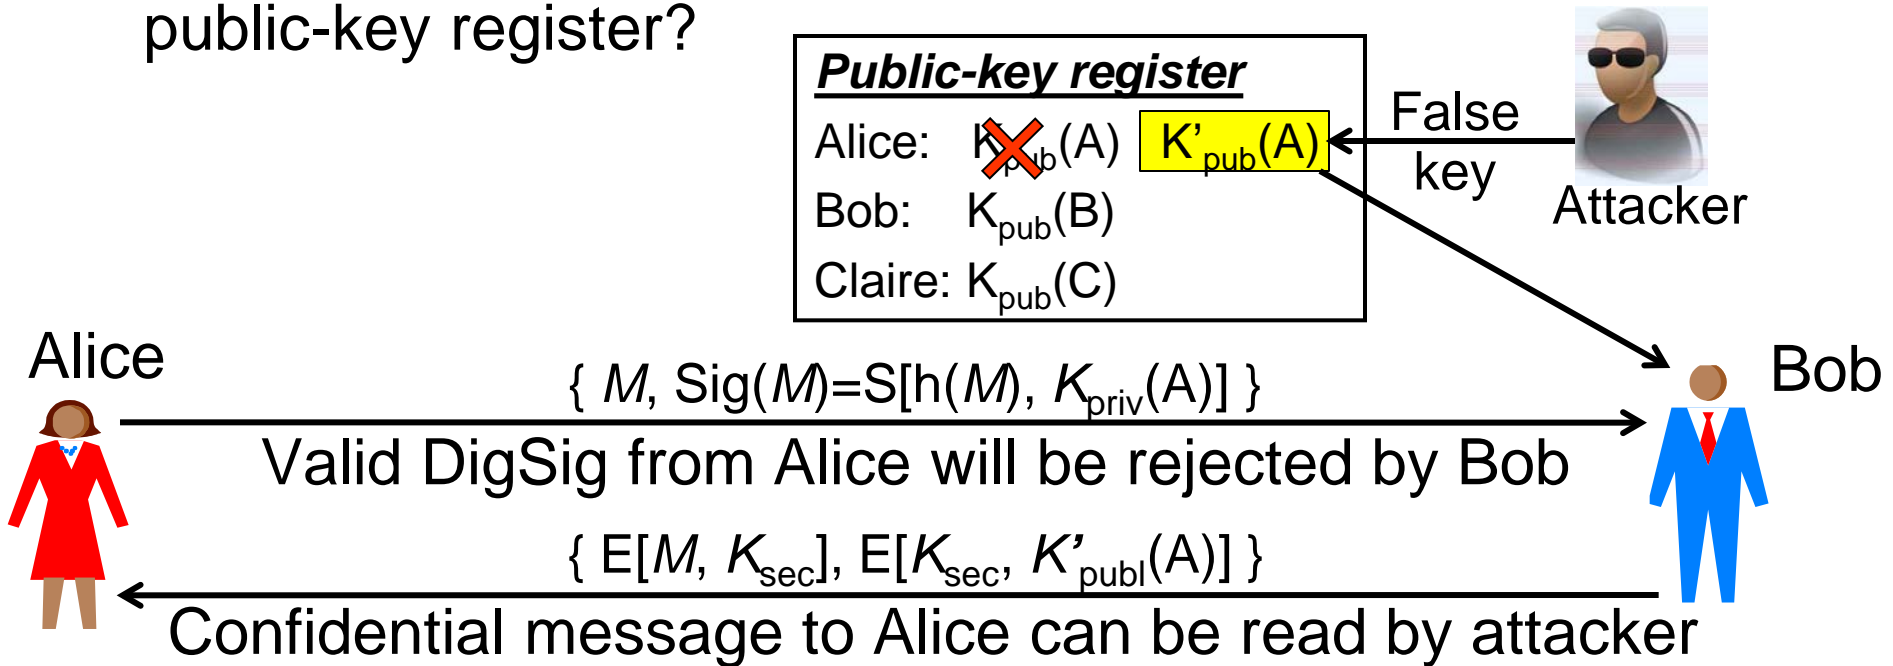 public-key register?
Public-key register
Alice: Kpub(A) K’pub(A)
Bob: Kpub(B)
Claire: Kpub(C)
False
key
Attacker
Alice
Bob
{ M, Sig(M)=S[h(M), Kpriv(A)] }
Valid DigSig from Alice will be rejected by Bob
{ E[M, Ksec], E[Ksec, K’publ(A)] }
Confidential message to Alice can be read by attacker